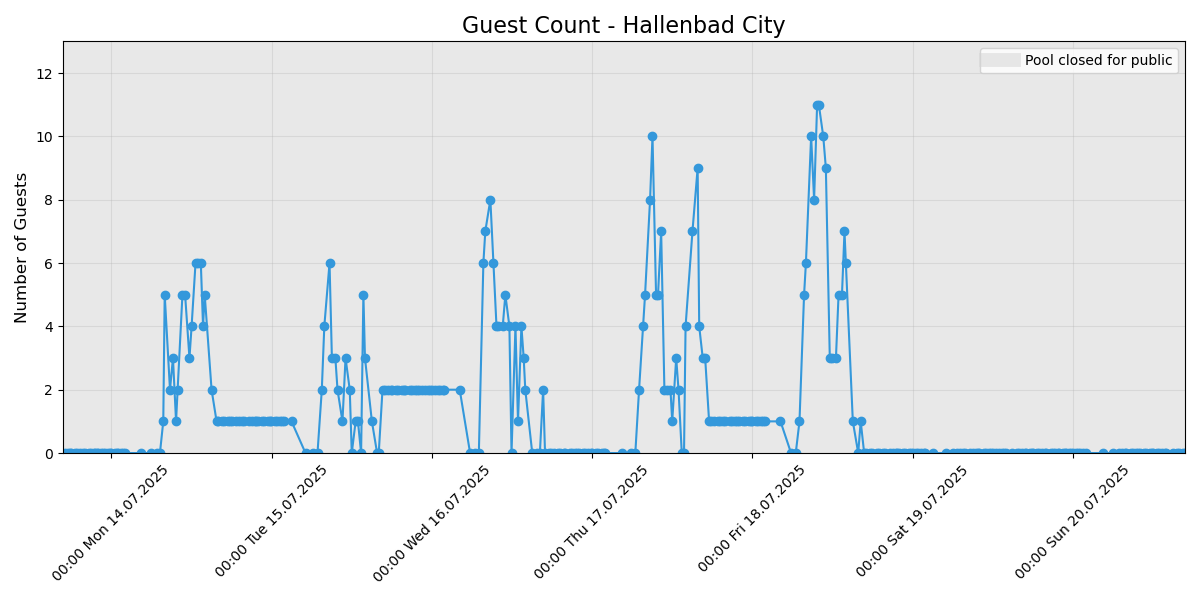 Guest Count - Hallenbad City
Pool closed for public
Number of Guests
12
10
8
6
4
2
0
00:00 Mon 14.07.2025
00:00 Tue 15.07.2025
00:00 Wed 16.07.2025
00:00 Thu 17.07.2025
00:00 Fri 18.07.2025
00:00 Sat 19.07.2025
00:00 Sun 20.07.2025